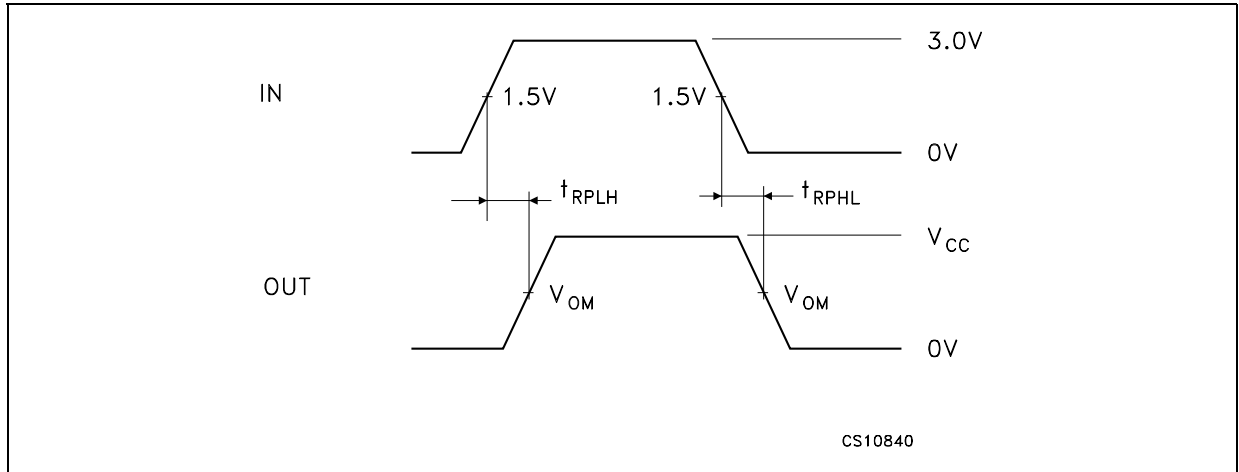 3.0V
IN
1.5V 1.5V
0V
tRPLH tRPHL
VCC
OUT
VOM VOM
0V
CS10840